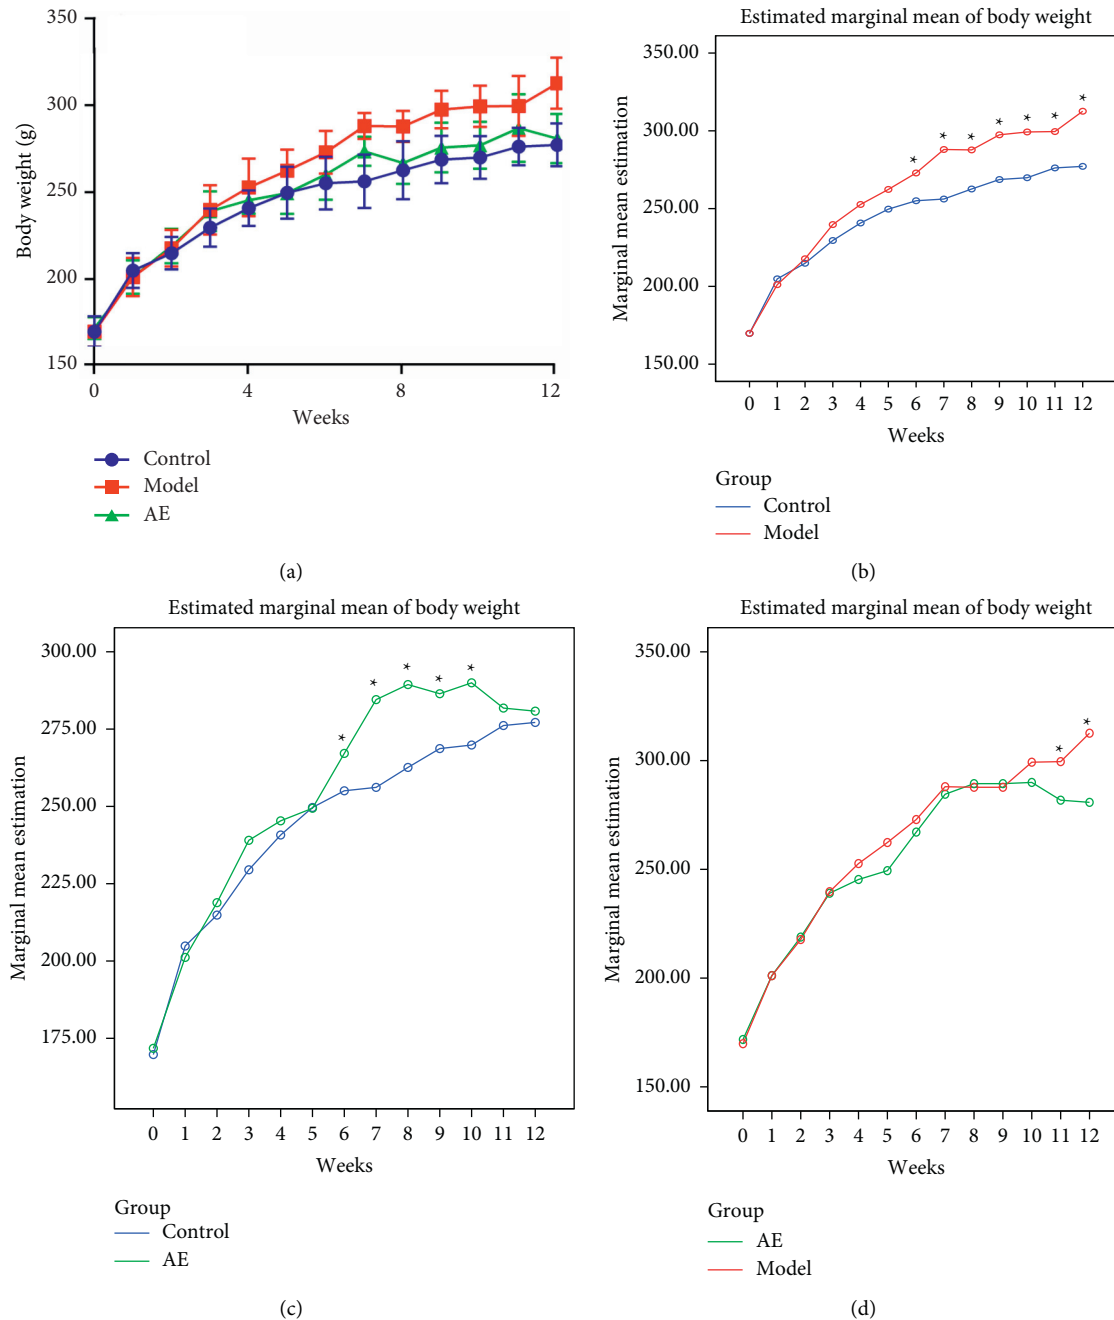 350
300
250
200
150
Body weight (g)
0
4
8
12
Weeks
Control
Model
AE
(a)
Estimated marginal mean of body weight
350.00
300.00
250.00
200.00
150.00
Marginal mean estimation
* * * * * * *
0 1 2 3 4 5 6 7 8 9 10 11 12
Weeks
Group
Control
Model
(b)
Estimated marginal mean of body weight
300.00
275.00
250.00
225.00
200.00
175.00
Marginal mean estimation
* * * * *
0 1 2 3 4 5 6 7 8 9 10 11 12
Weeks
Group
Control
AE
(c)
Estimated marginal mean of body weight
350.00
300.00
250.00
200.00
150.00
Marginal mean estimation
* *
0 1 2 3 4 5 6 7 8 9 10 11 12
Weeks
Group
AE
Model
(d)